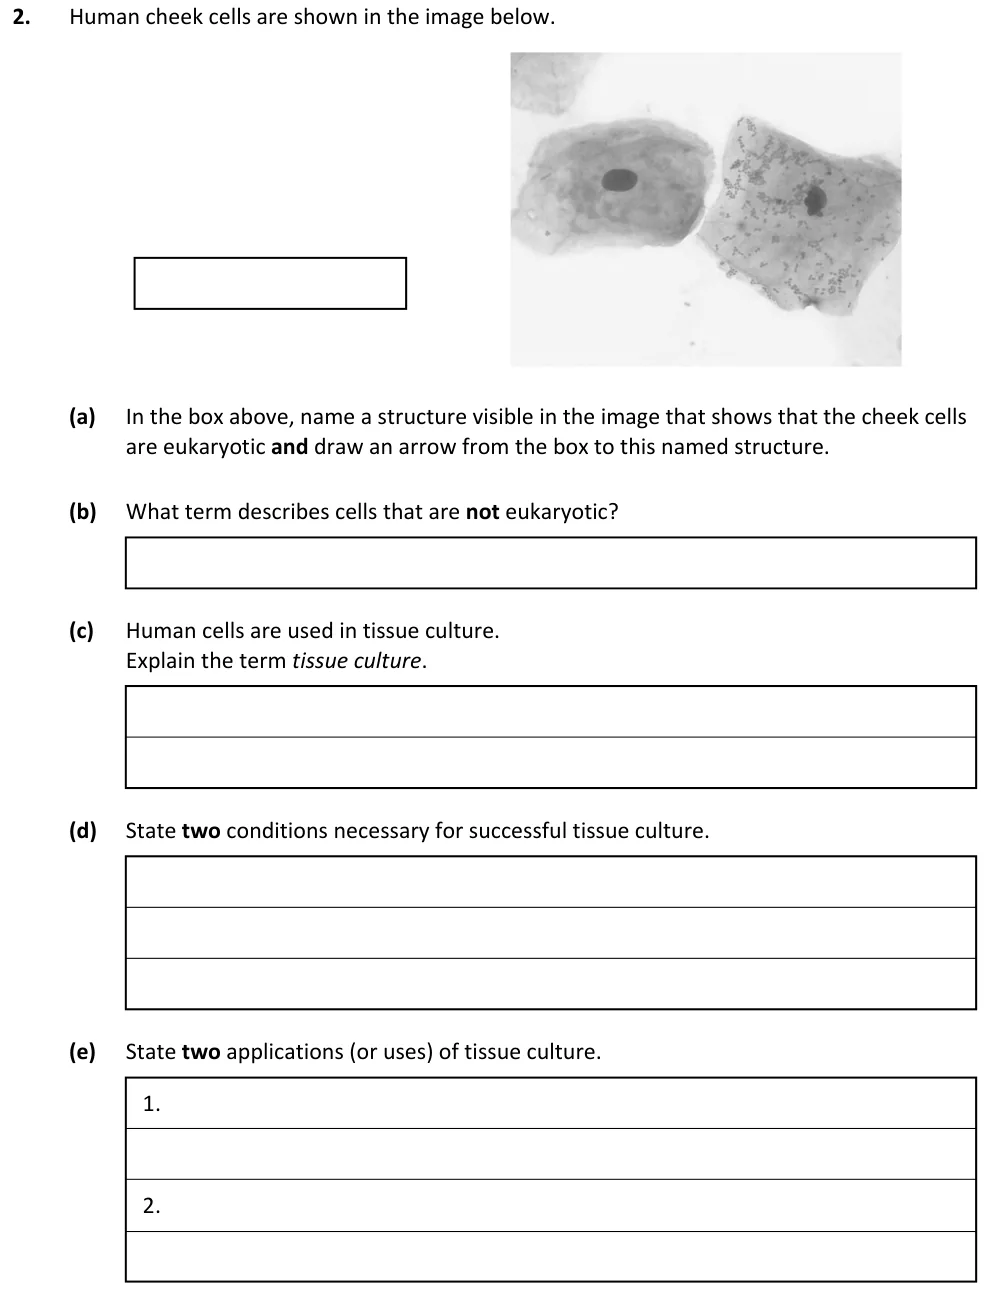 2. Human cheek cells are shown in the image below.
(a) In the box above, name a structure visible in the image that shows that the cheek cells
are eukaryotic and draw an arrow from the box to this named structure.
(b) What term describes cells that are not eukaryotic?
(c) Human cells are used in tissue culture.
Explain the term tissue culture.
(d) State two conditions necessary for successful tissue culture.
(e) State two applications (or uses) of tissue culture.
1.
2.